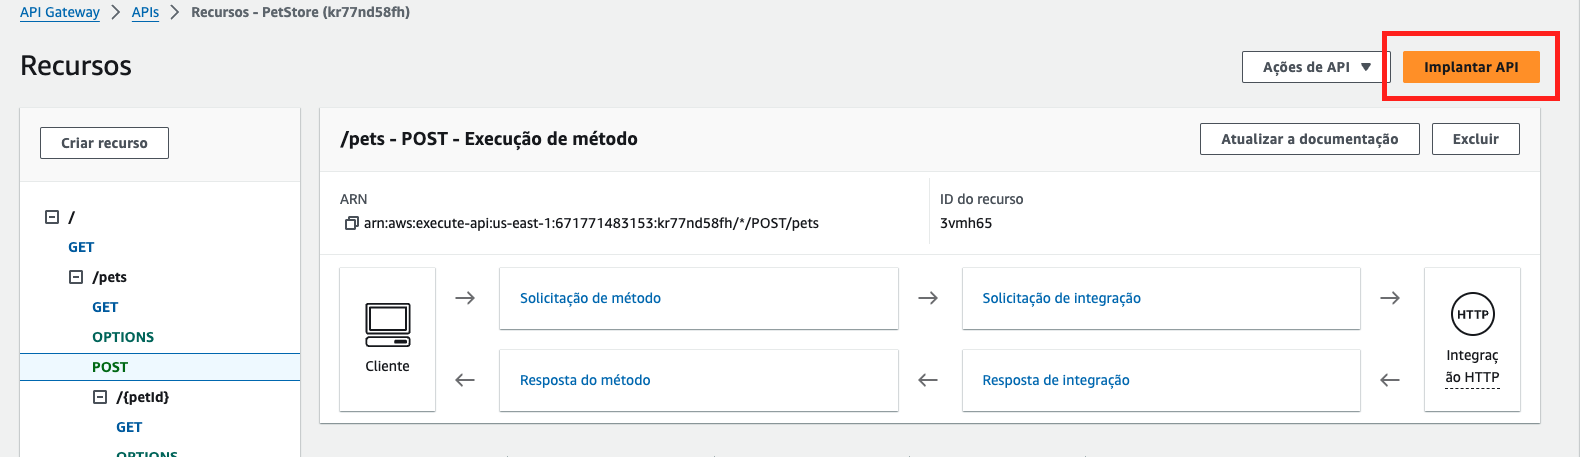 API Gateway > APIs > Recursos - PetStore (kr77nd58fh)
Recursos
Ações de API ▼
Implantar API
Criar recurso
/
GET
/pets
GET
OPTIONS
POST
/{petId}
GET
OPTIONS
/pets - POST - Execução de método
Atualizar a documentação
Excluir
ARN
arn:aws:execute-api:us-east-1:671771483153:kr77nd58fh/*/POST/pets
ID do recurso
3vmh65
Cliente
Solicitação de método
Solicitação de integração
Resposta do método
Resposta de integração
HTTP
Integraç
ão HTTP